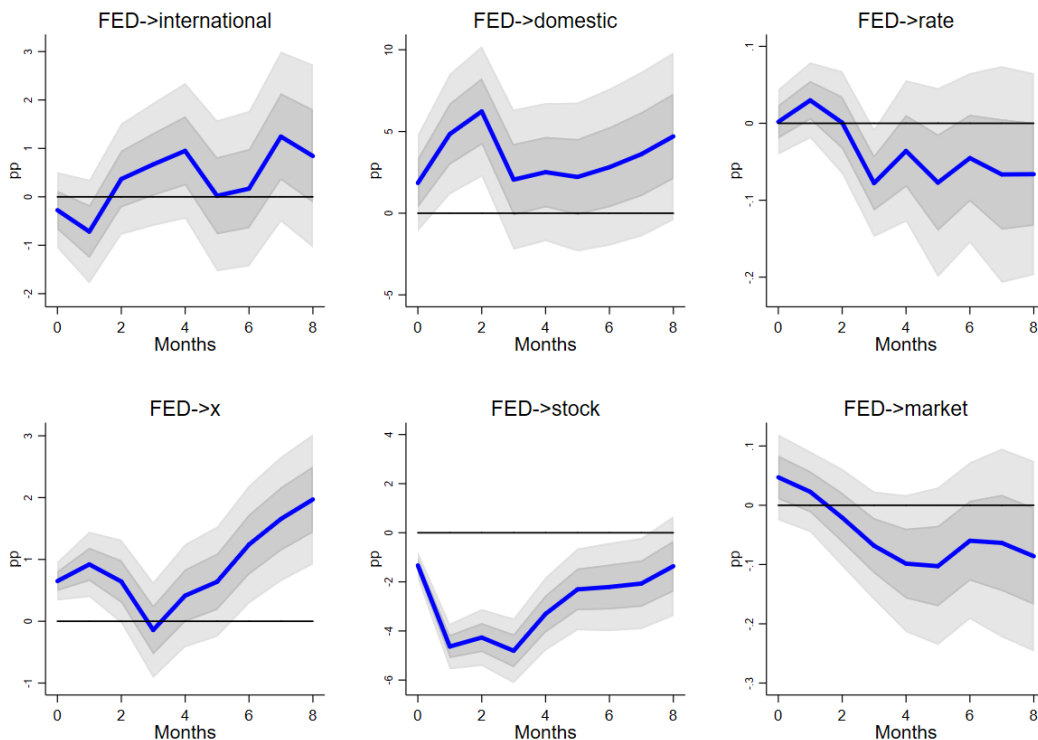 FED->international
3
2
1
0
-1
-2
pp
0 2 4 6 8
Months
FED->domestic
10
5
0
-5
pp
0 2 4 6 8
Months
FED->rate
.1
0
-.1
-.2
pp
0 2 4 6 8
Months
FED->x
3
2
1
0
-1
pp
0 2 4 6 8
Months
FED->stock
4
2
0
-2
-4
-6
pp
0 2 4 6 8
Months
FED->market
.1
0
-.1
-.2
-.3
pp
0 2 4 6 8
Months